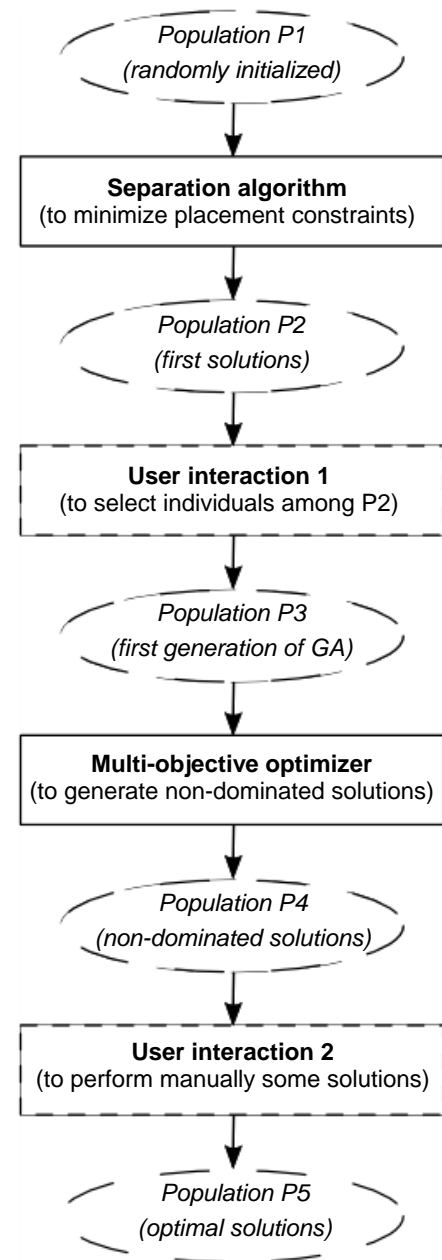 Population P1
(randomly initialized)
Separation algorithm
(to minimize placement constraints)
Population P2
(first solutions)
User interaction 1
(to select individuals among P2)
Population P3
(first generation of GA)
Multi-objective optimizer
(to generate non-dominated solutions)
Population P4
(non-dominated solutions)
User interaction 2
(to perform manually some solutions)
Population P5
(optimal solutions)